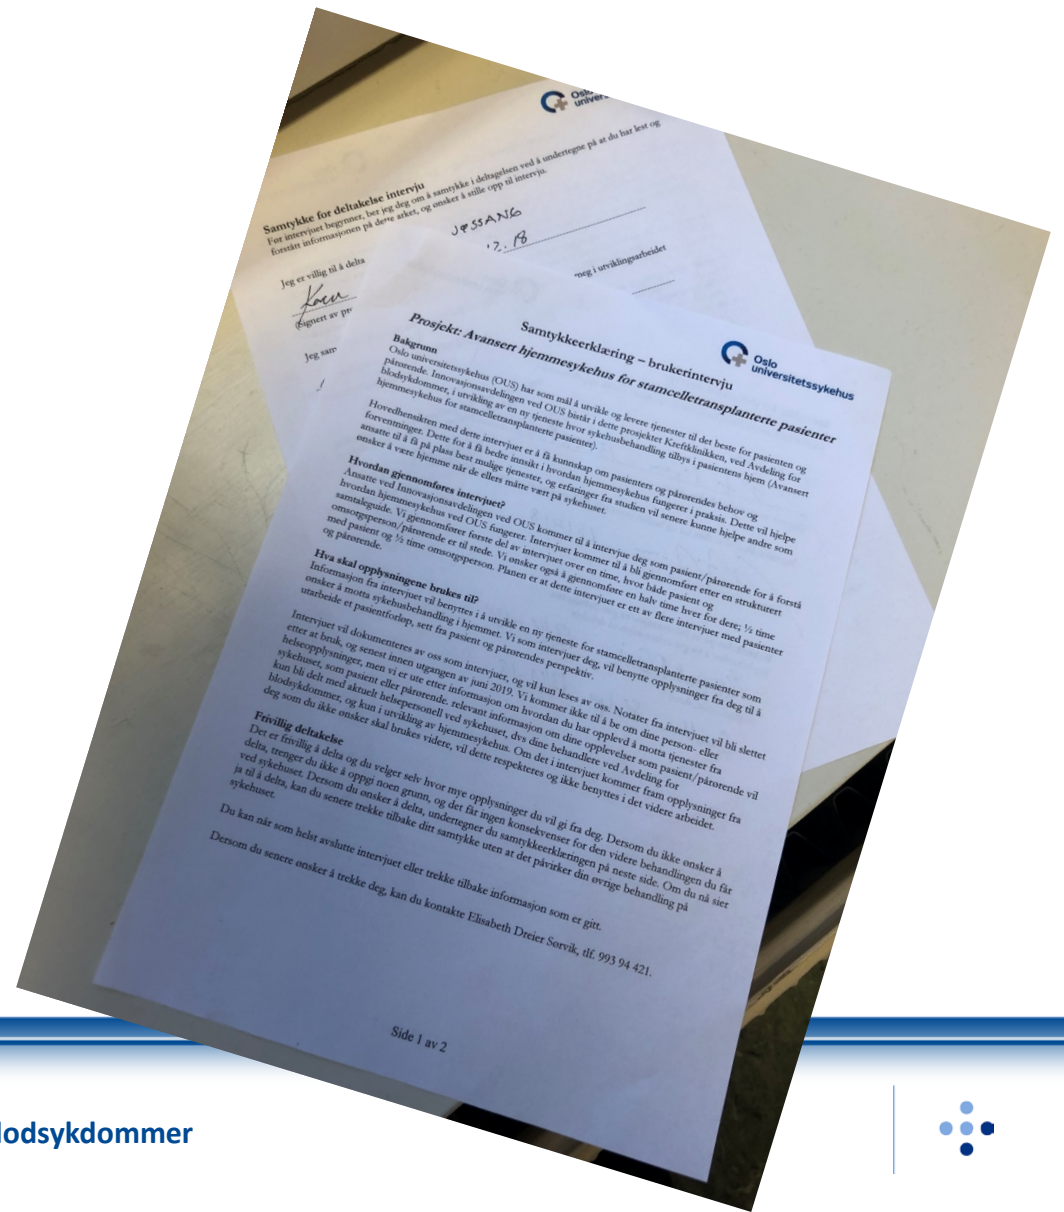 Oslo
univer
Samtykke for deltakelse intervju
Før intervjuet begynner, ber jeg deg om å samtykke i deltagelsen ved å undertegne på at du har lest og
forstått informasjonen på dette arket, og ønsker å stille opp til intervju.
JØSSANG
.12.18
Jeg er villig til å delta
meg i utviklingsarbeidet
Karen
(Signert av pr
Jeg sam
Oslo
universitetssykehus
Samtykkeerklæring – brukerintervju
Prosjekt: Avansert hjemmesykehus for stamcelletransplanterte pasienter
Bakgrunn
Oslo universitetssykehus (OUS) har som mål å utvikle og levere tjenester til det beste for pasienten og
pårørende. Innovasjonsavdelingen ved OUS bistår i dette prosjektet Kreftklinikken, ved Avdeling for
blodsykdommer, i utvikling av en ny tjeneste hvor sykehusbehandling tilbys i pasientens hjem (Avansert
hjemmesykehus for stamcelletransplanterte pasienter).
Hovedhensikten med dette intervjuet er å få kunnskap om pasienters og pårørendes behov og
forventninger. Dette for å få bedre innsikt i hvordan hjemmesykehus fungerer i praksis. Dette vil hjelpe
ansatte til å få på plass best mulige tjenester, og erfaringer fra studien vil senere kunne hjelpe andre som
ønsker å være hjemme når de ellers måtte vært på sykehuset.
Hvordan gjennomføres intervjuet?
Ansatte ved Innovasjonsavdelingen ved OUS kommer til å intervjue deg som pasient/pårørende for å forstå
hvordan hjemmesykehus ved OUS fungerer. Intervjuet kommer til å bli gjennomført etter en strukturert
samtaleguide. Vi gjennomfører første del av intervjuet over en time, hvor både pasient og
omsorgsperson/pårørende er til stede. Vi ønsker også å gjennomføre en halv time hver for dere; ½ time
med pasient og ½ time omsorgsperson. Planen er at dette intervjuet er ett av flere intervjuer med pasienter
og pårørende.
Hva skal opplysningene brukes til?
Informasjon fra intervjuet vil benyttes i å utvikle en ny tjeneste for stamcelletransplanterte pasienter som
ønsker å motta sykehusbehandling i hjemmet. Vi som intervjuer deg, vil benytte opplysninger fra deg til å
utarbeide et pasientforløp, sett fra pasient og pårørendes perspektiv.
Intervjuet vil dokumenteres av oss som intervjuer, og vil kun leses av oss. Notater fra intervjuet vil bli slettet
etter at bruk, og senest innen utgangen av juni 2019. Vi kommer ikke til å be om dine person- eller
helseopplysninger, men vi er ute etter informasjon om hvordan du har opplevd å motta tjenester fra
sykehuset, som pasient eller pårørende. relevant informasjon om dine opplevelser som pasient/pårørende vil
kun bli delt med aktuelt helsepersonell ved sykehuset, dvs dine behandlere ved Avdeling for
blodsykdommer, og kun i utvikling av hjemmesykehus. Om det i intervjuet kommer fram opplysninger fra
deg som du ikke ønsker skal brukes videre, vil dette respekteres og ikke benyttes i det videre arbeidet.
Frivillig deltakelse
Det er frivillig å delta og du velger selv hvor mye opplysninger du vil gi fra deg. Dersom du ikke ønsker å
delta, trenger du ikke å oppgi noen grunn, og det får ingen konsekvenser for den videre behandlingen du får
ved sykehuset. Dersom du ønsker å delta, undertegner du samtykkeerklæringen på neste side. Om du nå sier
ja til å delta, kan du senere trekke tilbake ditt samtykke uten at det påvirker din øvrige behandling på
sykehuset.
Du kan når som helst avslutte intervjuet eller trekke tilbake informasjon som er gitt.
Dersom du senere ønsker å trekke deg, kan du kontakte Elisabeth Dreier Sørvik, tlf. 993 94 421.
Side 1 av 2
lodsykdommer